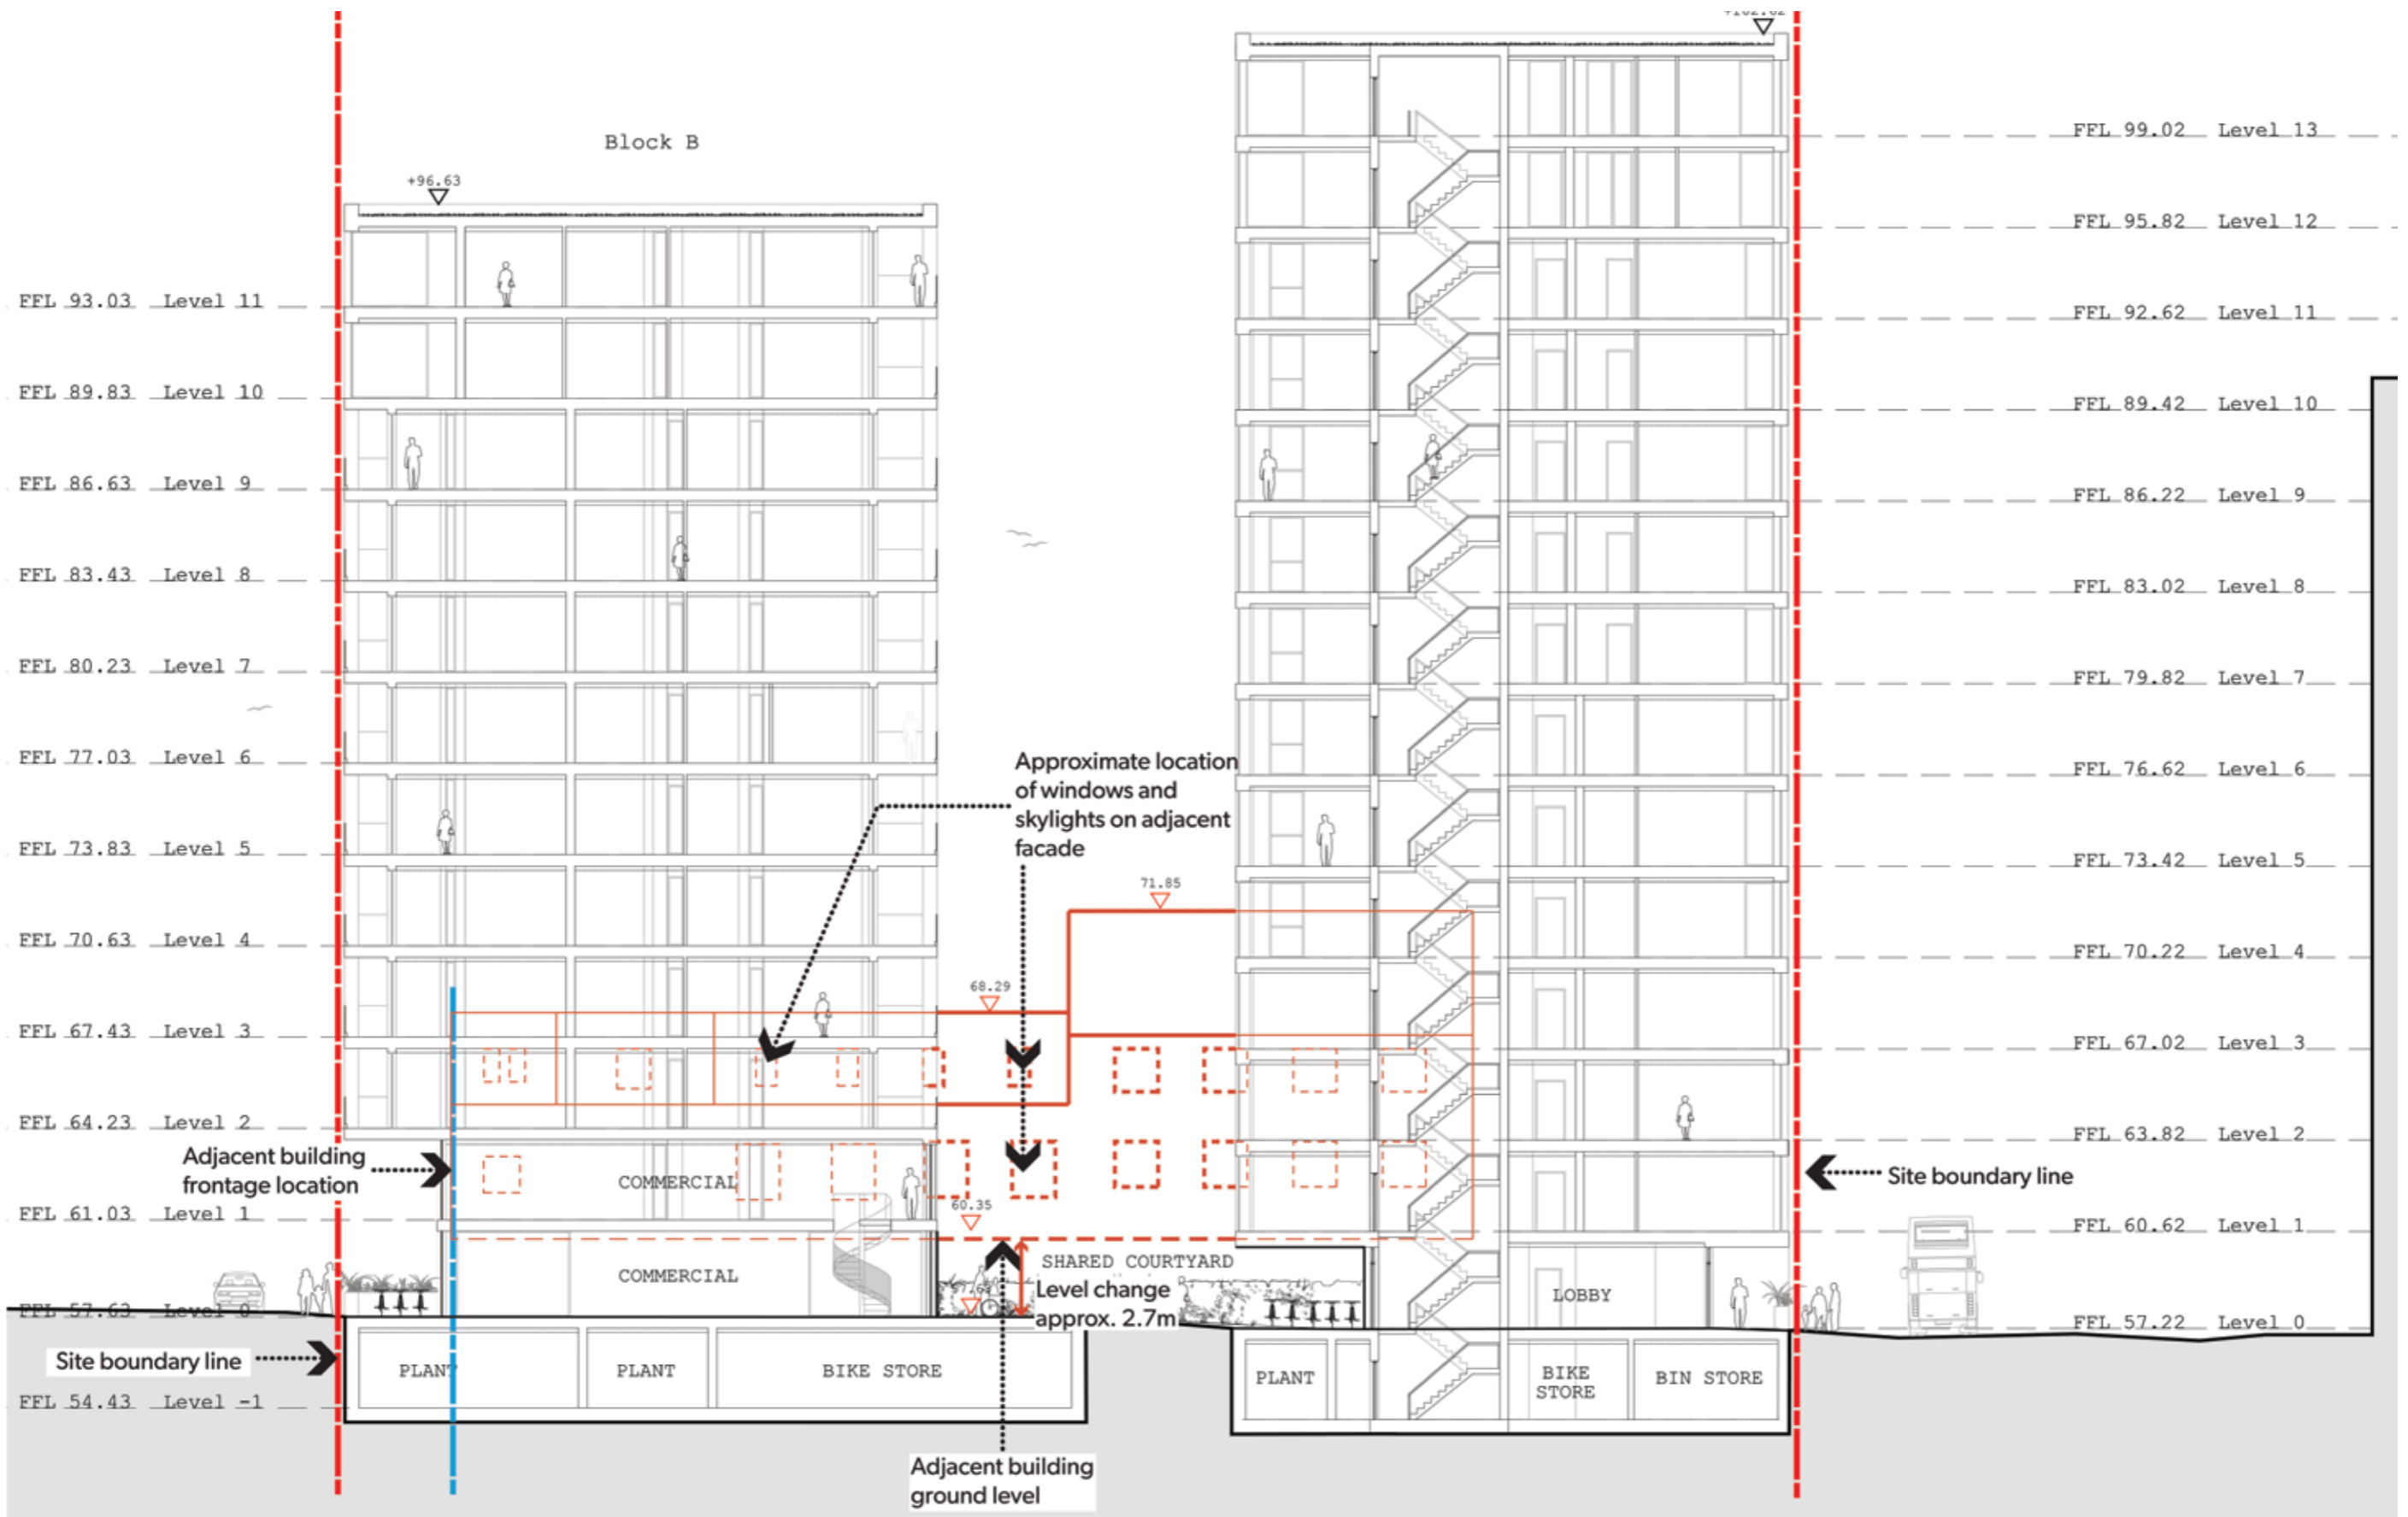 Block B
+96.63
FFL 93.03 Level 11
FFL 89.83 Level 10
FFL 86.63 Level 9
FFL 83.43 Level 8
FFL 80.23 Level 7
FFL 77.03 Level 6
FFL 73.83 Level 5
FFL 70.63 Level 4
FFL 67.43 Level 3
FFL 64.23 Level 2
FFL 61.03 Level 1
FFL 57.63 Level 0
FFL 54.43 Level -1
Adjacent building
frontage location
Site boundary line
COMMERCIAL
COMMERCIAL
PLANT
PLANT
BIKE STORE
Approximate location
of windows and
skylights on adjacent
facade
71.85
68.29
60.35
SHARED COURTYARD
Level change
approx. 2.7m
Adjacent building
ground level
LOBBY
PLANT
BIKE
STORE
BIN STORE
FFL 99.02 Level 13
FFL 95.82 Level 12
FFL 92.62 Level 11
FFL 89.42 Level 10
FFL 86.22 Level 9
FFL 83.02 Level 8
FFL 79.82 Level 7
FFL 76.62 Level 6
FFL 73.42 Level 5
FFL 70.22 Level 4
FFL 67.02 Level 3
FFL 63.82 Level 2
Site boundary line
FFL 60.62 Level 1
FFL 57.22 Level 0